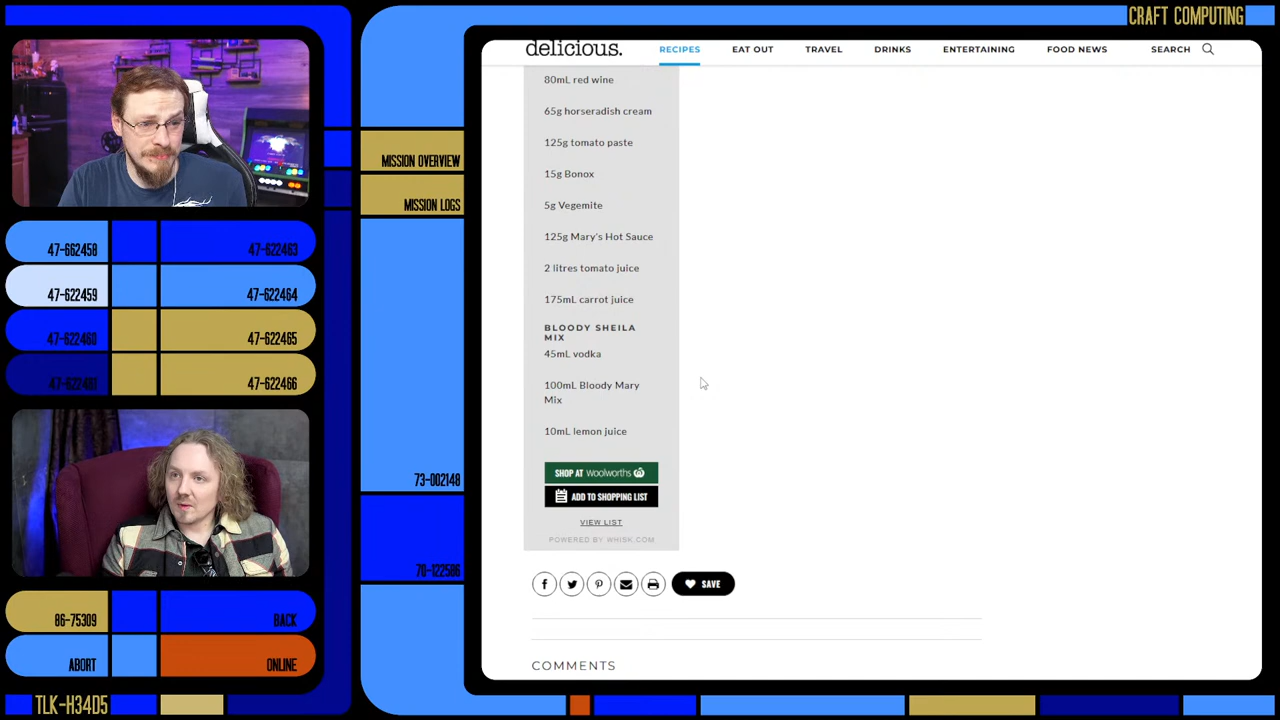 CRAFT COMPUTING
delicious.
RECIPES
EAT OUT
TRAVEL
DRINKS
ENTERTAINING
FOOD NEWS
SEARCH
80mL red wine
65g horseradish cream
125g tomato paste
15g Bonox
5g Vegemite
125g Mary's Hot Sauce
2 litres tomato juice
175mL carrot juice
BLOODY SHEILA
MIX
45mL vodka
100mL Bloody Mary
Mix
10mL lemon juice
SHOP AT woolworths
ADD TO SHOPPING LIST
VIEW LIST
POWERED BY WHISK.COM
SAVE
COMMENTS
MISSION OVERVIEW
MISSION LOGS
73-002148
70-122586
47-662458
47-622463
47-622459
47-622464
47-622460
47-622465
47-622466
86-75309
BACK
ABORT
ONLINE
TLK-H34D5